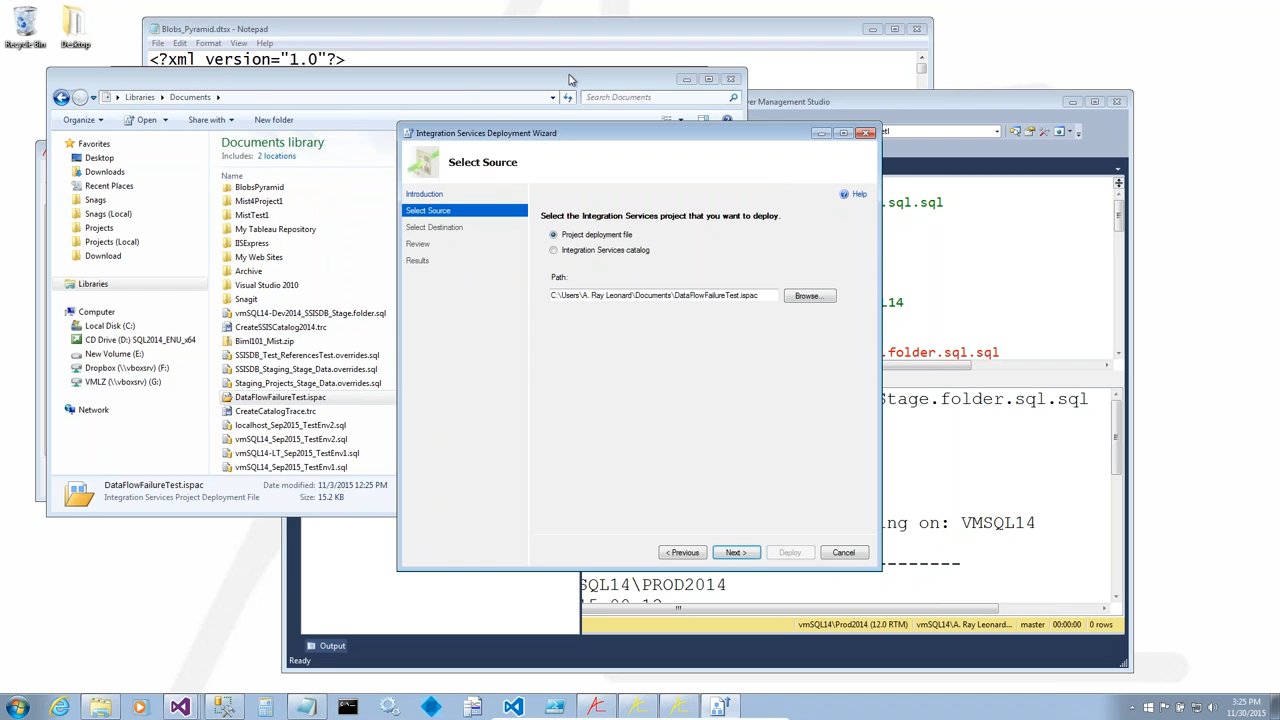 Recycle Bin
Desktop
Blobs_Pyramid.dtsx - Notepad
File Edit Format View Help
<?xml version="1.0"?>
Libraries Documents
Search Documents
Organize Open Share with New folder
Favorites
Desktop
Downloads
Recent Places
Snags
Snags (Local)
Projects
Projects (Local)
Download
Libraries
Computer
Local Disk (C:)
CD Drive (D:) SQL2014_ENU_x64
New Volume (E:)
Dropbox (\\vboxsrv) (F:)
VMLZ (\\vboxsrv) (G:)
Network
Documents library
Includes: 2 locations
Name
BlobsPyramid
Mist4Project1
MistTest1
My Tableau Repository
IISExpress
My Web Sites
Archive
Visual Studio 2010
Snagit
vmSQL14-Dev2014_SSISDB_Stage.folder.sql
CreateSSISCatalog2014.trc
Biml101_Mist.zip
SSISDB_Test_ReferencesTest.overrides.sql
SSISDB_Staging_Stage_Data.overrides.sql
Staging_Projects_Stage_Data.overrides.sql
DataFlowFailureTest.ispac
CreateCatalogTrace.trc
localhost_Sep2015_TestEnv2.sql
vmSQL14_Sep2015_TestEnv2.sql
vmSQL14-LT_Sep2015_TestEnv1.sql
vmSQL14_Sep2015_TestEnv1.sql
DataFlowFailureTest.ispac Date modified: 11/3/2015 12:25 PM
Integration Services Project Deployment File Size: 15.2 KB
Integration Services Deployment Wizard
Select Source
Introduction
Select Source
Select Destination
Review
Results
Help
Select the Integration Services project that you want to deploy.
Project deployment file
Integration Services catalog
Path:
C:\Users\A. Ray Leonard\Documents\DataFlowFailureTest.ispac
Browse...
< Previous Next > Deploy Cancel
ver Management Studio
etl
.sql.sql
14
.folder.sql.sql
Stage.folder.sql.sql
ng on: VMSQL14
--------
SQL14\PROD2014
vmSQL14\Prod2014 (12.0 RTM) vmSQL14\A. Ray Leonard... master 00:00:00 0 rows
Output
Ready
3:25 PM
11/30/2015